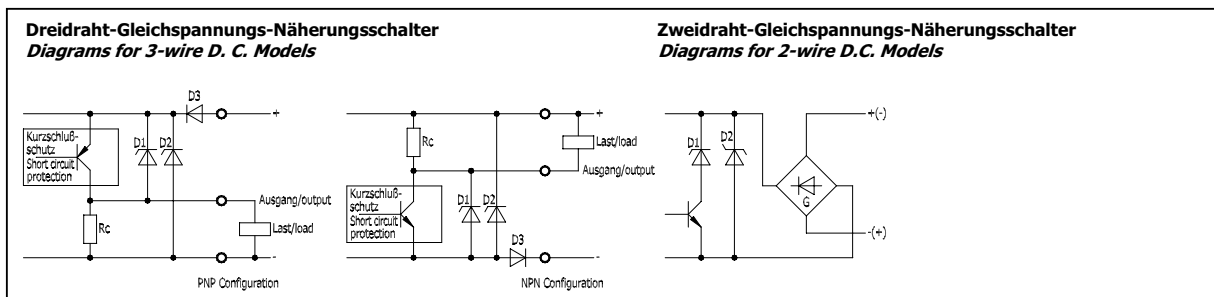 Dreidraht-Gleichspannungs-Näherungsschalter
Diagrams for 3-wire D. C. Models
D3
+
Kurzschluß-
schutz
Short circuit
protection
D1
D2
Ausgang/output
Rc
Last/load
-
PNP Configuration
+
Rc
Last/load
Ausgang/output
Kurzschluß-
schutz
Short circuit
protection
D1
D2
D3
-
NPN Configuration
Zweidraht-Gleichspannungs-Näherungsschalter
Diagrams for 2-wire D.C. Models
+(-)
D1
D2
G
-(+)